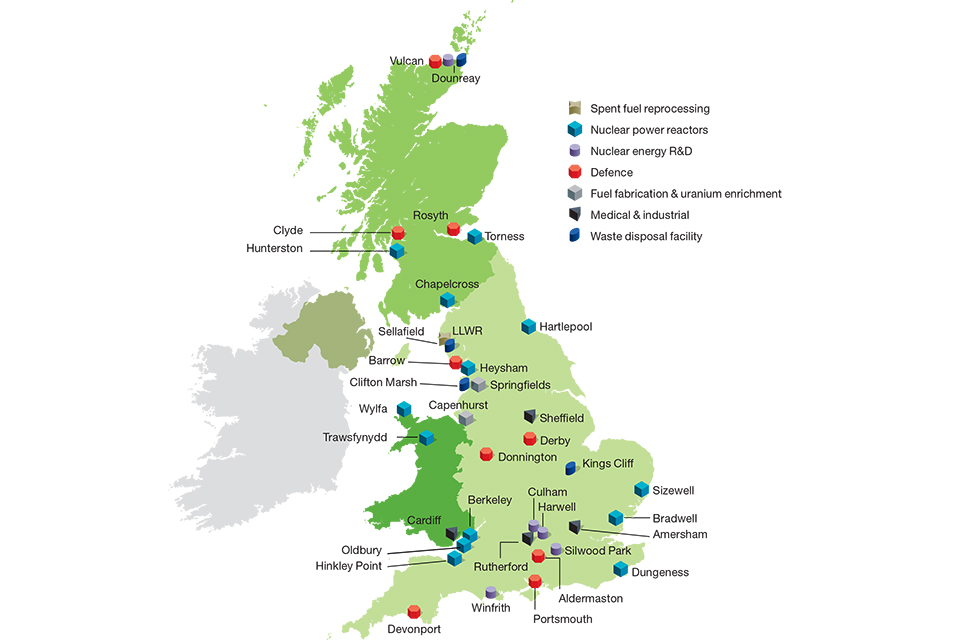 Vulcan
Dounreay
Spent fuel reprocessing
Nuclear power reactors
Nuclear energy R&D
Defence
Fuel fabrication & uranium enrichment
Medical & industrial
Waste disposal facility
Rosyth
Clyde
Torness
Hunterston
Chapelcross
Hartlepool
Sellafield
LLWR
Barrow
Heysham
Clifton Marsh
Springfields
Capenhurst
Wylfa
Sheffield
Trawsfynydd
Derby
Donnington
Kings Cliff
Sizewell
Culham
Berkeley
Harwell
Cardiff
Bradwell
Amersham
Oldbury
Silwood Park
Hinkley Point
Rutherford
Dungeness
Aldermaston
Winfrith
Portsmouth
Devonport